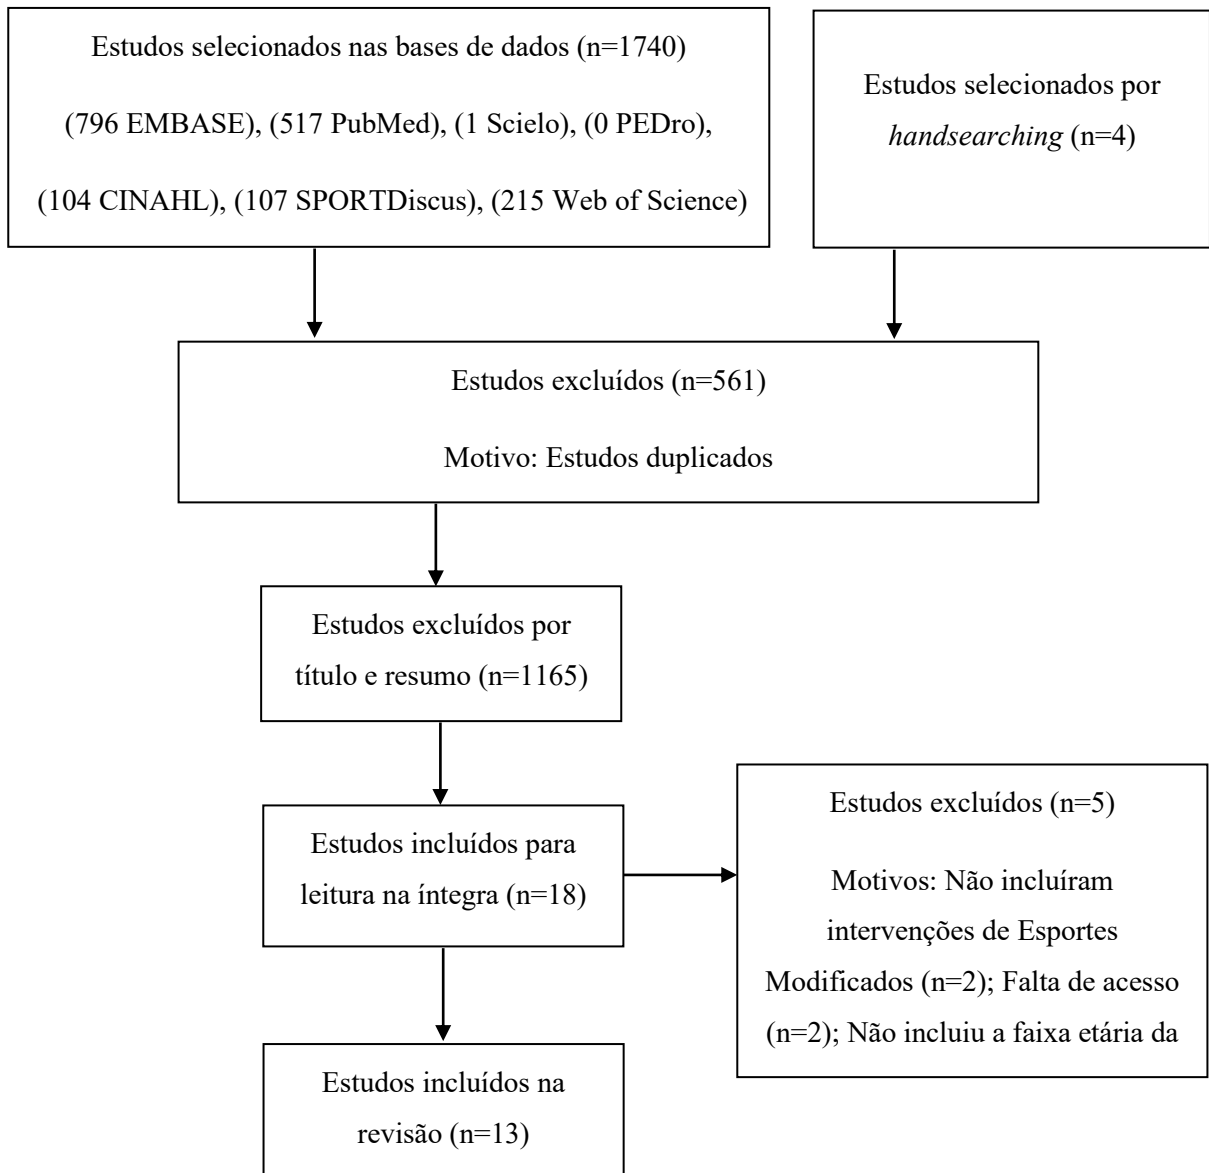 Estudos selecionados nas bases de dados (n=1740)
(796 EMBASE), (517 PubMed), (1 Scielo), (0 PEDro),
(104 CINAHL), (107 SPORTDiscus), (215 Web of Science)
Estudos selecionados por
handsearching (n=4)
Estudos excluídos (n=561)
Motivo: Estudos duplicados
Estudos excluídos por
título e resumo (n=1165)
Estudos incluídos para
leitura na íntegra (n=18)
Estudos excluídos (n=5)
Motivos: Não incluíram
intervenções de Esportes
Modificados (n=2); Falta de acesso
(n=2); Não incluiu a faixa etária da
Estudos incluídos na
revisão (n=13)